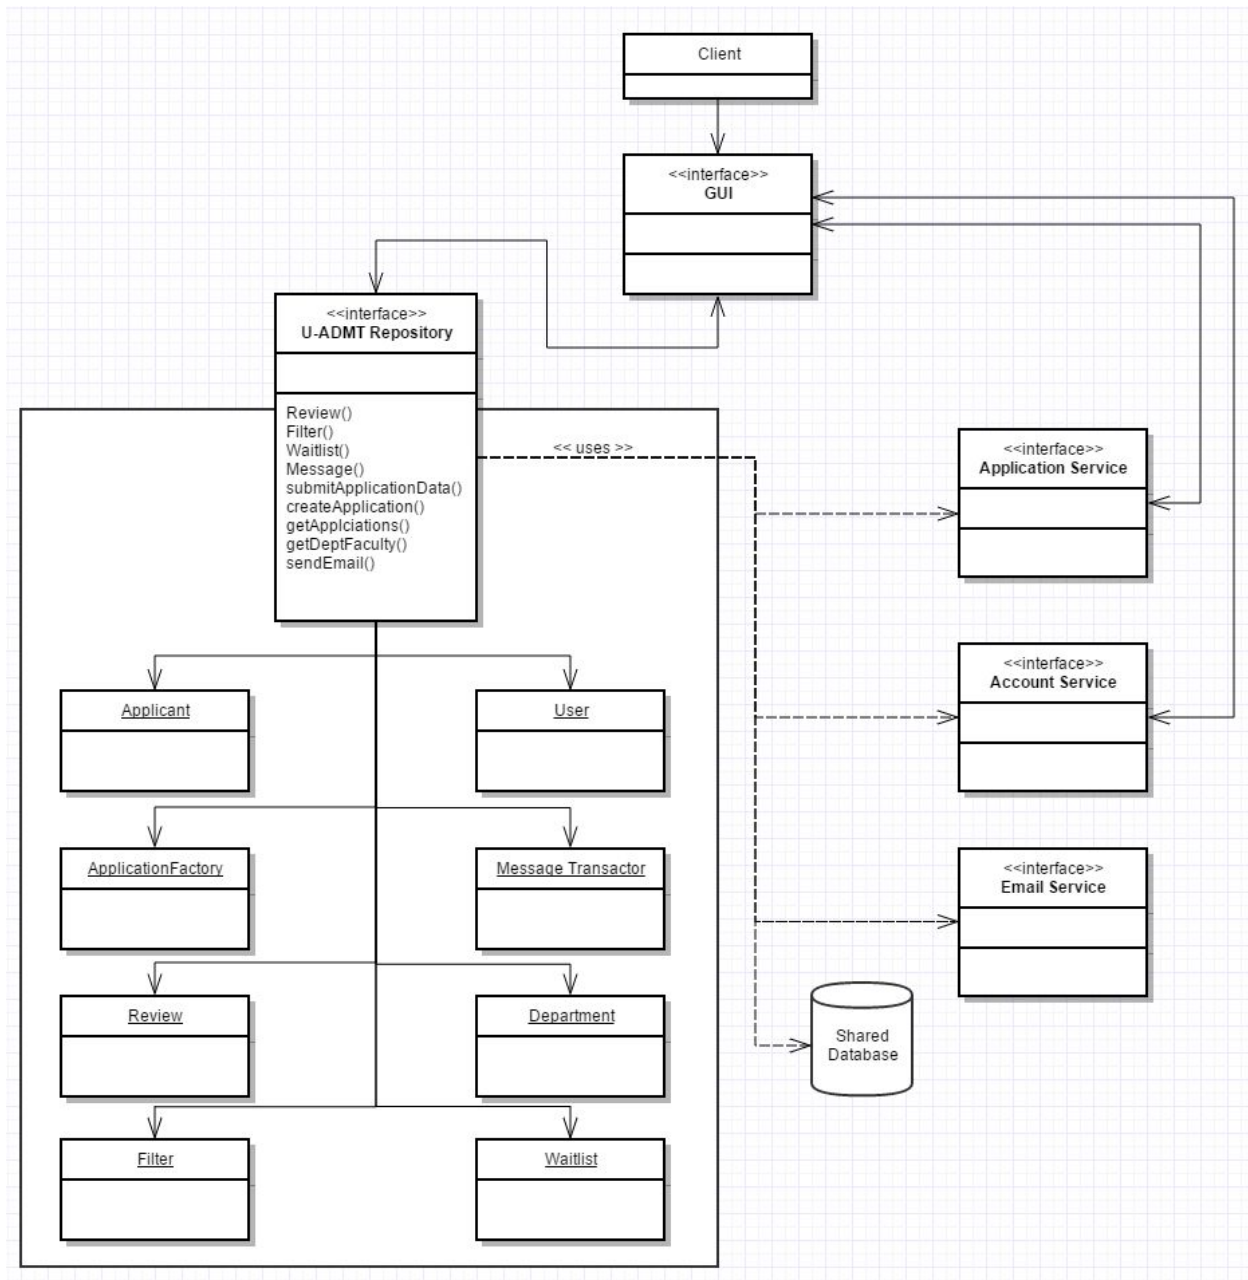 Client
<<interface>>
GUI
<<interface>>
U-ADMT Repository
Review()
Filter()
Waitlist()
Message()
submitApplicationData()
createApplication()
getApplciations()
getDeptFaculty()
sendEmail()
<< uses >>
<<interface>>
Application Service
<<interface>>
Account Service
<<interface>>
Email Service
Shared
Database
Applicant
User
ApplicationFactory
Message Transactor
Review
Department
Filter
Waitlist